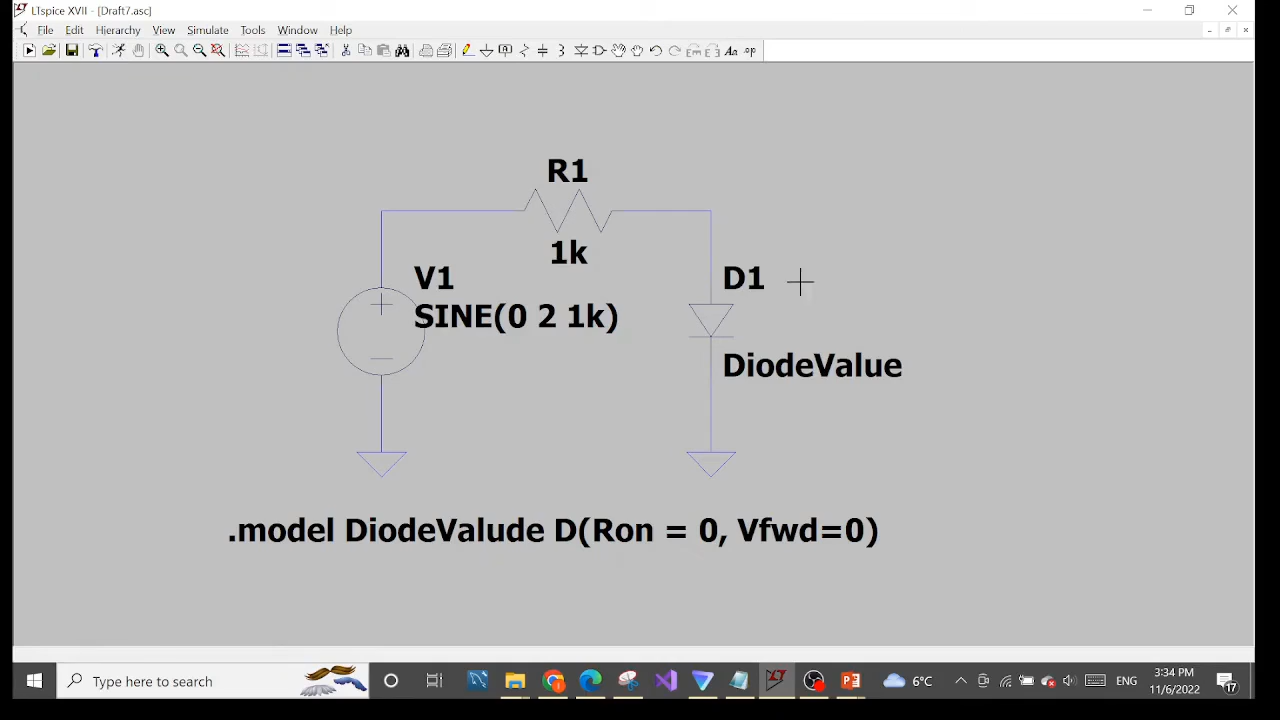 LTspice XVII - [Draft7.asc]
File Edit Hierarchy View Simulate Tools Window Help
R1
1k
V1
SINE(0 2 1k)
D1
DiodeValue
.model DiodeValude D(Ron = 0, Vfwd=0)
Type here to search
6°C
ENG
3:34 PM
11/6/2022
17